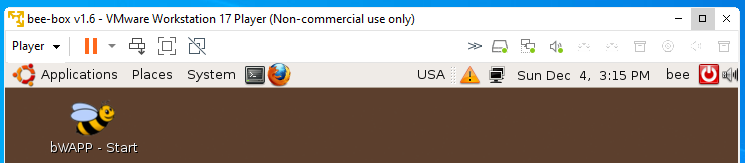 bee-box v1.6 - VMware Workstation 17 Player (Non-commercial use only)
Player
Applications Places System USA Sun Dec 4, 3:15 PM bee
bWAPP - Start